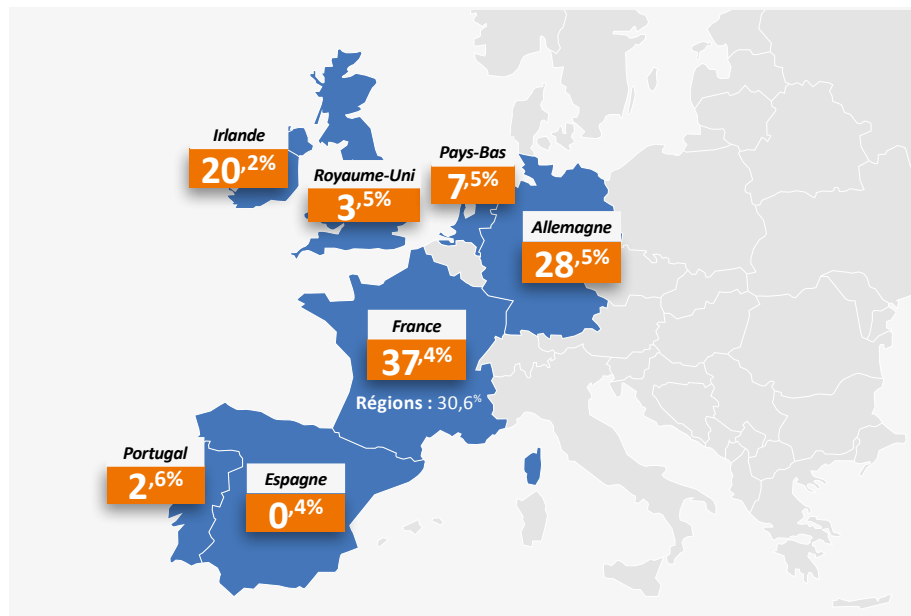 Irlande
20,2%
Royaume-Uni
3,5%
Pays-Bas
7,5%
Allemagne
28,5%
France
37,4%
Régions : 30,6%
Portugal
2,6%
Espagne
0,4%